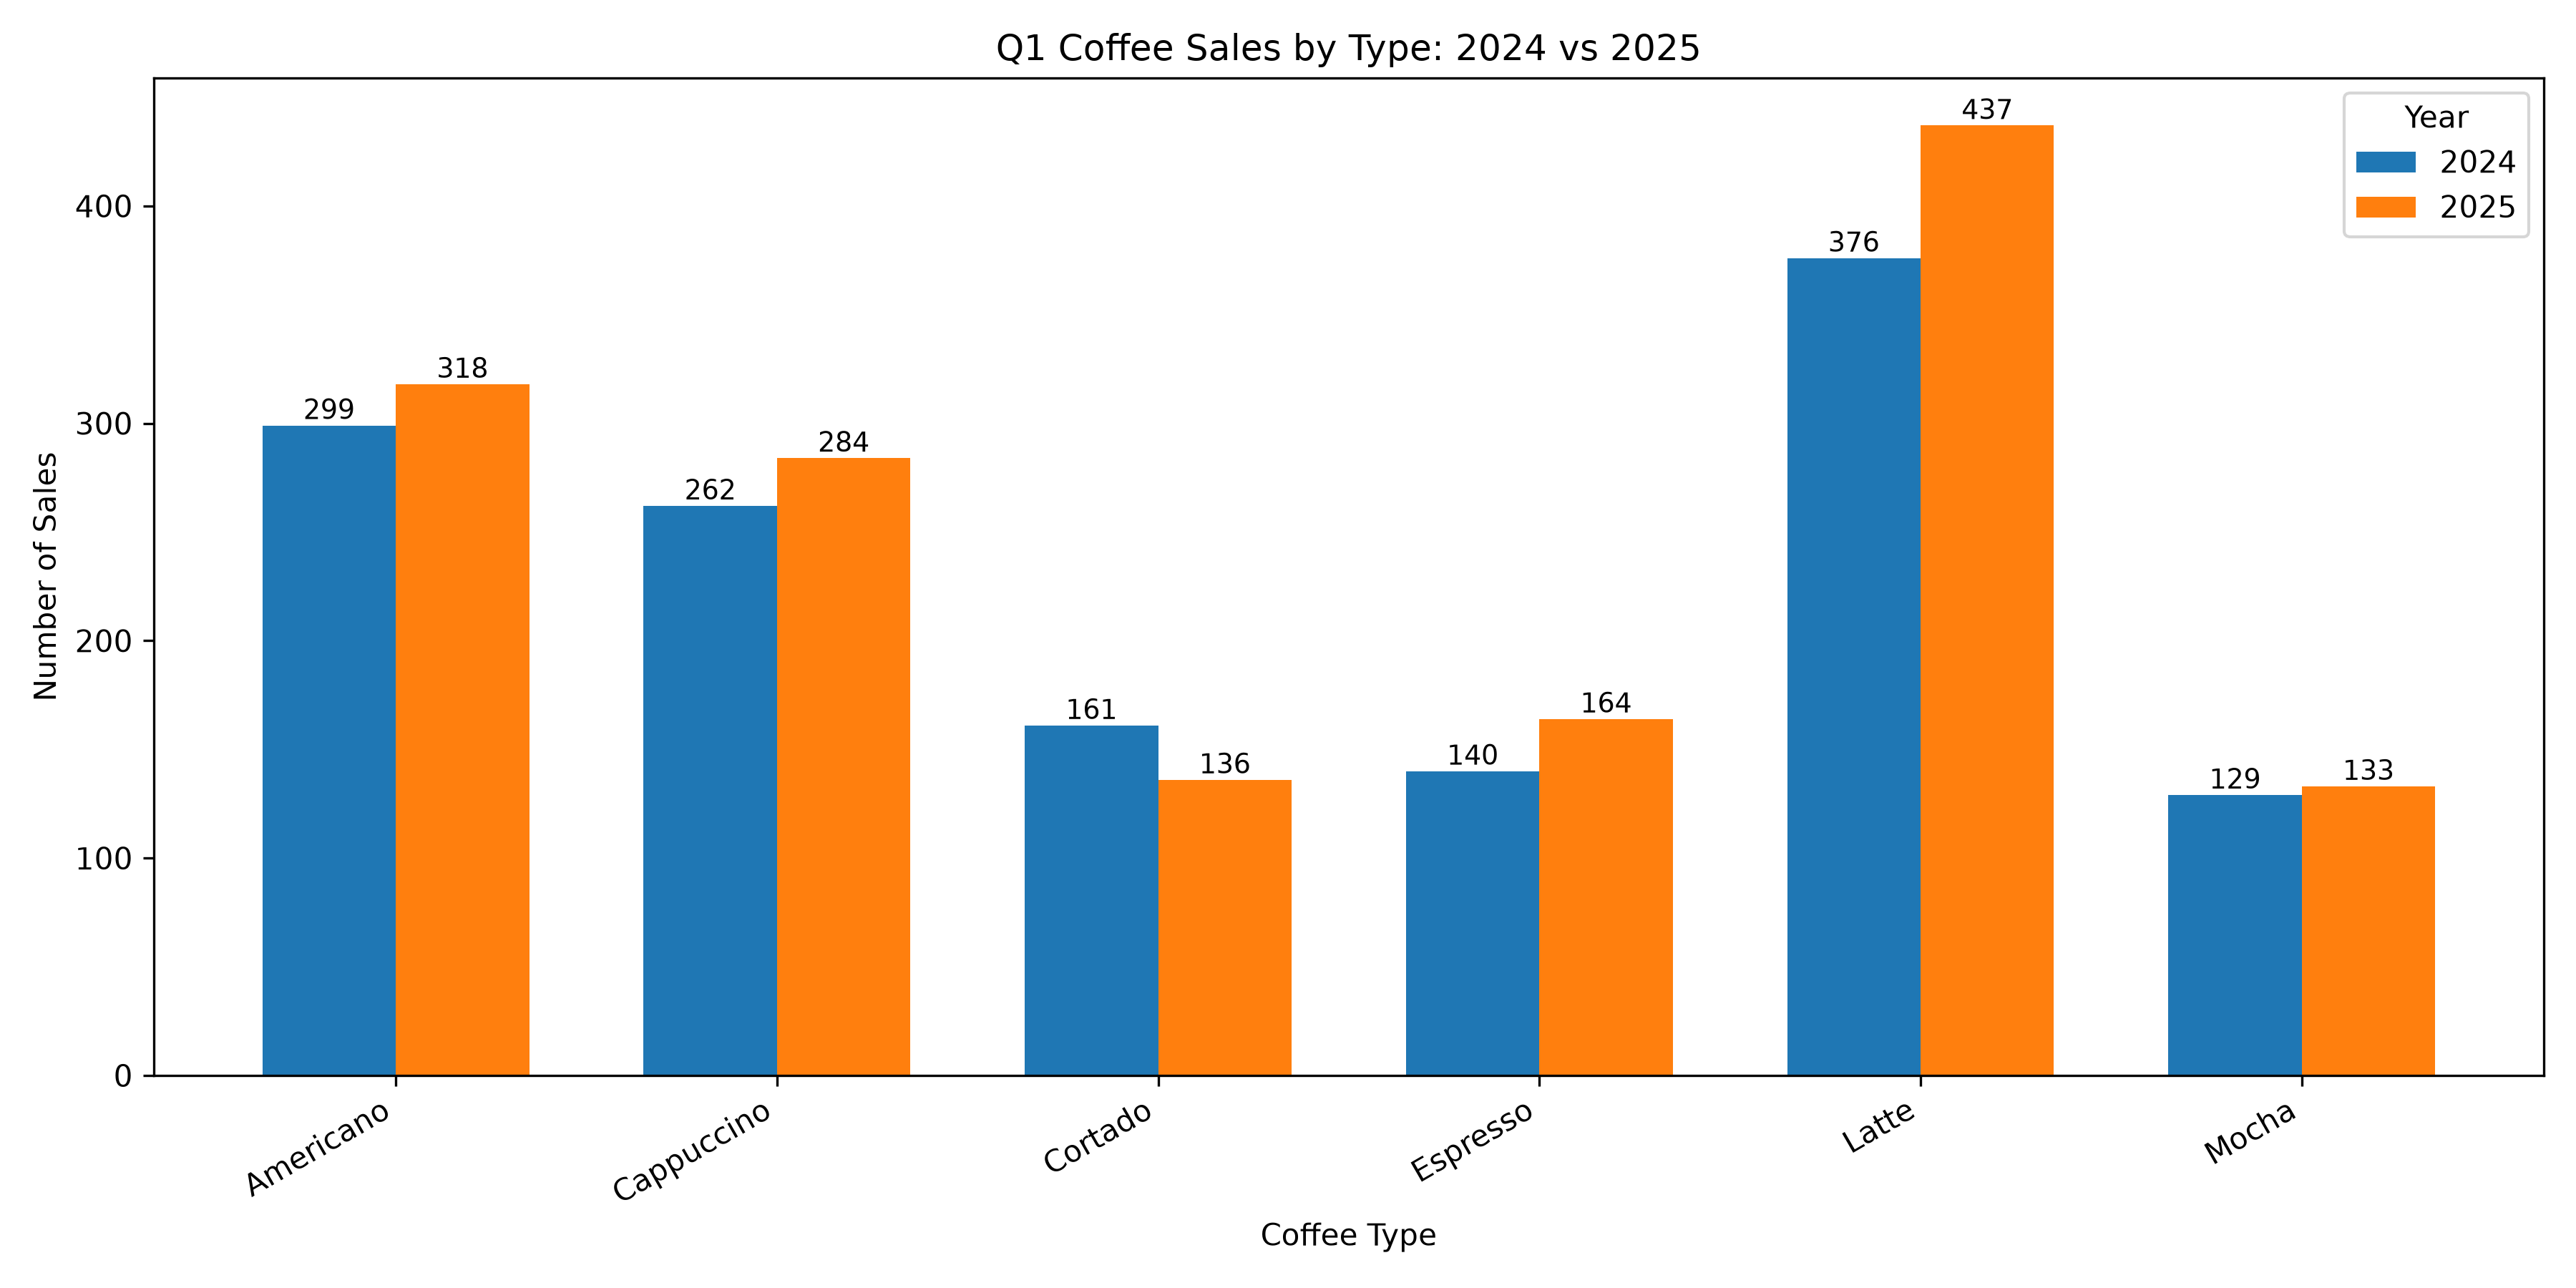 Q1 Coffee Sales by Type: 2024 vs 2025
Year
2024
2025
Number of Sales
400
300
200
100
0
299
318
262
284
161
136
140
164
376
437
129
133
Americano
Cappuccino
Cortado
Espresso
Latte
Mocha
Coffee Type